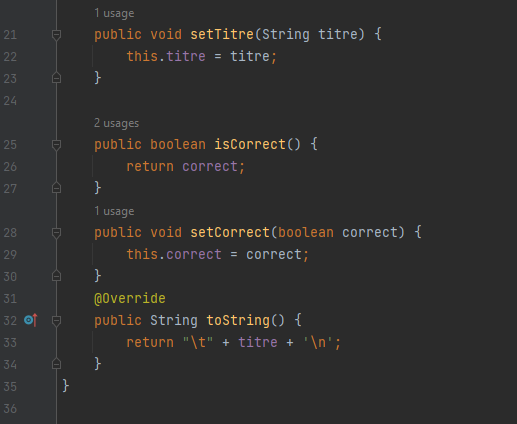 1 usage
21 public void setTitre(String titre) {
22 this.titre = titre;
23 }
24
2 usages
25 public boolean isCorrect() {
26 return correct;
27 }
1 usage
28 public void setCorrect(boolean correct) {
29 this.correct = correct;
30 }
31 @Override
32 public String toString() {
33 return "\t" + titre + '\n';
34 }
35 }
36